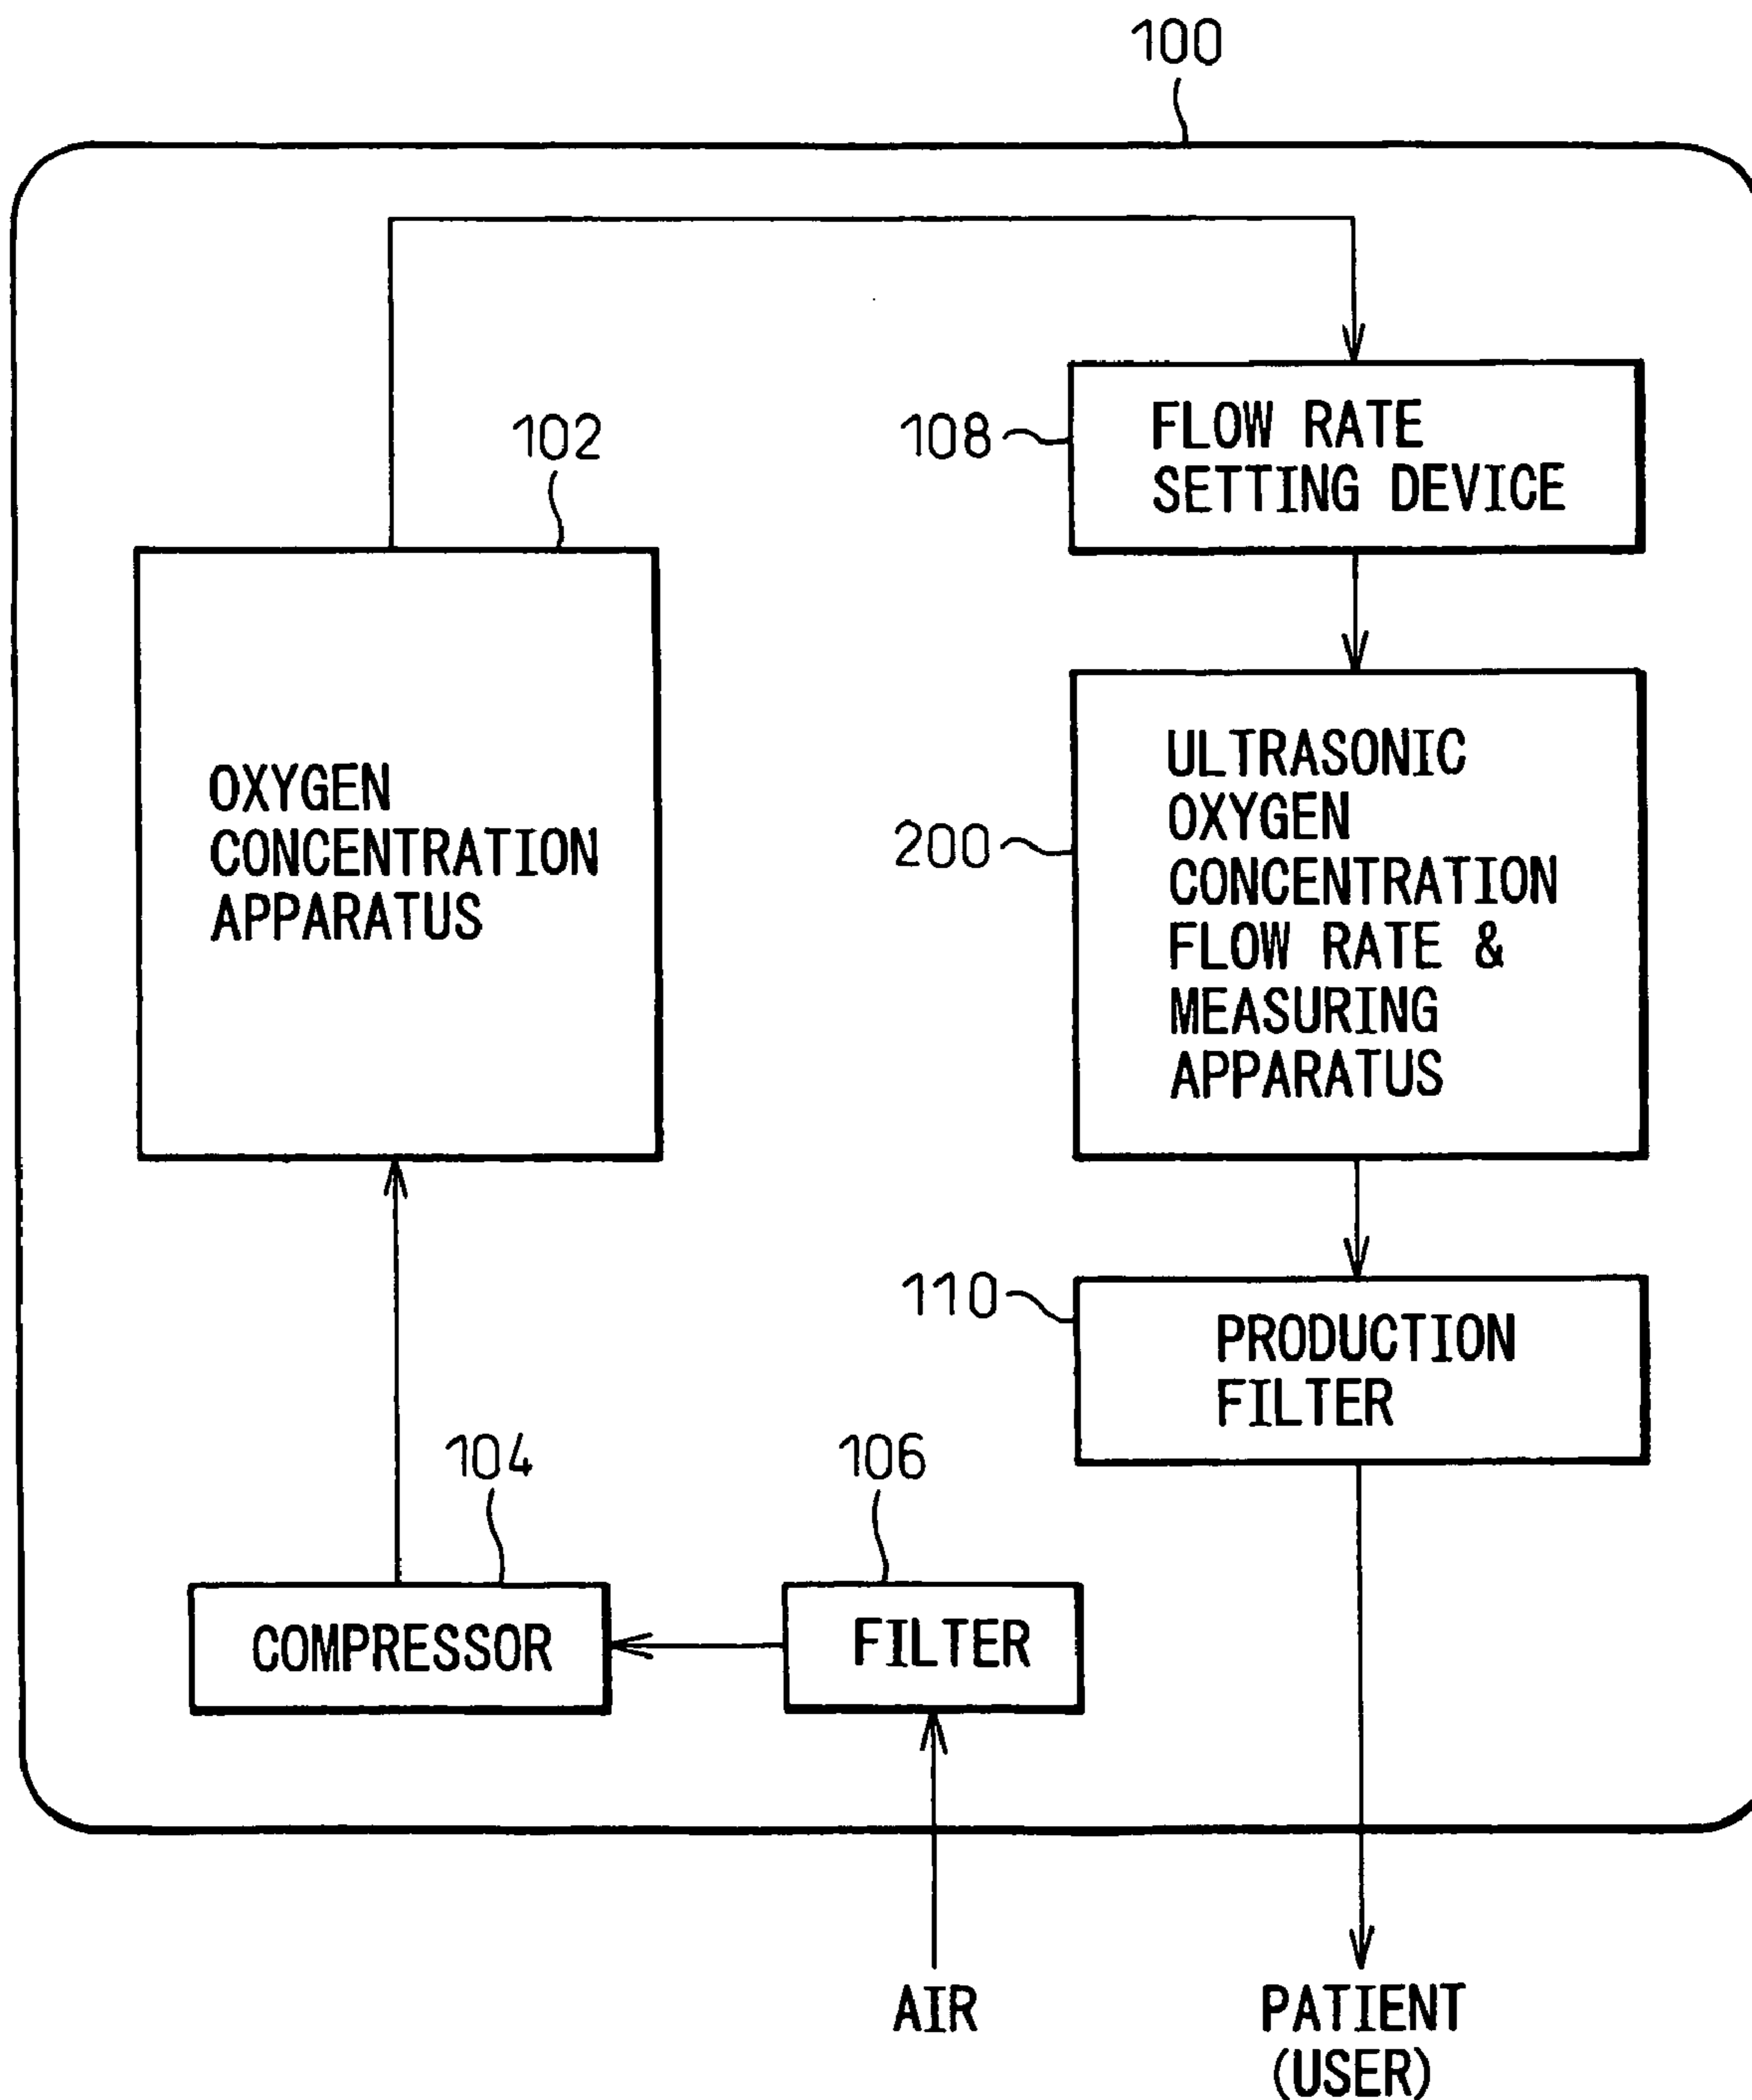 100
102
108
FLOW RATE
SETTING DEVICE
OXYGEN
CONCENTRATION
APPARATUS
200
ULTRASONIC
OXYGEN
CONCENTRATION
FLOW RATE &
MEASURING
APPARATUS
110
PRODUCTION
FILTER
104
106
COMPRESSOR
FILTER
AIR
PATIENT
(USER)